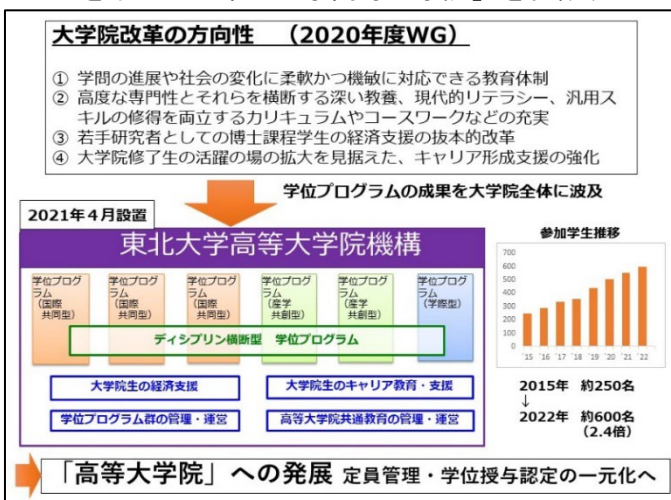 大学院改革の方向性 （2020年度WG）
① 学問の進展や社会の変化に柔軟かつ機敏に対応できる教育体制
② 高度な専門性とそれらを横断する深い教養、現代的リテラシー、汎用ス
キルの修得を両立するカリキュラムやコースワークなどの充実
③ 若手研究者としての博士課程学生の経済支援の抜本的改革
④ 大学院修了生の活躍の場の拡大を見据えた、キャリア形成支援の強化
学位プログラムの成果を大学院全体に波及
2021年４月設置
東北大学高等大学院機構
学位プログ
ラム
（国際
共同型）
学位プログ
ラム
（国際
共同型）
学位プログ
ラム
（国際
共同型）
学位プログ
ラム
（産学
共創型）
学位プログ
ラム
（産学
共創型）
学位プログ
ラム
（学際型）
ディシプリン横断型 学位プログラム
大学院生の経済支援
大学院生のキャリア教育・支援
学位プログラム群の管理・運営
高等大学院共通教育の管理・運営
参加学生推移
700
600
500
400
300
200
100
0
'15 '16 '17 '18 '19 '20 '21 '22
2015年 約250名
↓
2022年 約600名
（2.4倍）
「高等大学院」への発展 定員管理・学位授与認定の一元化へ